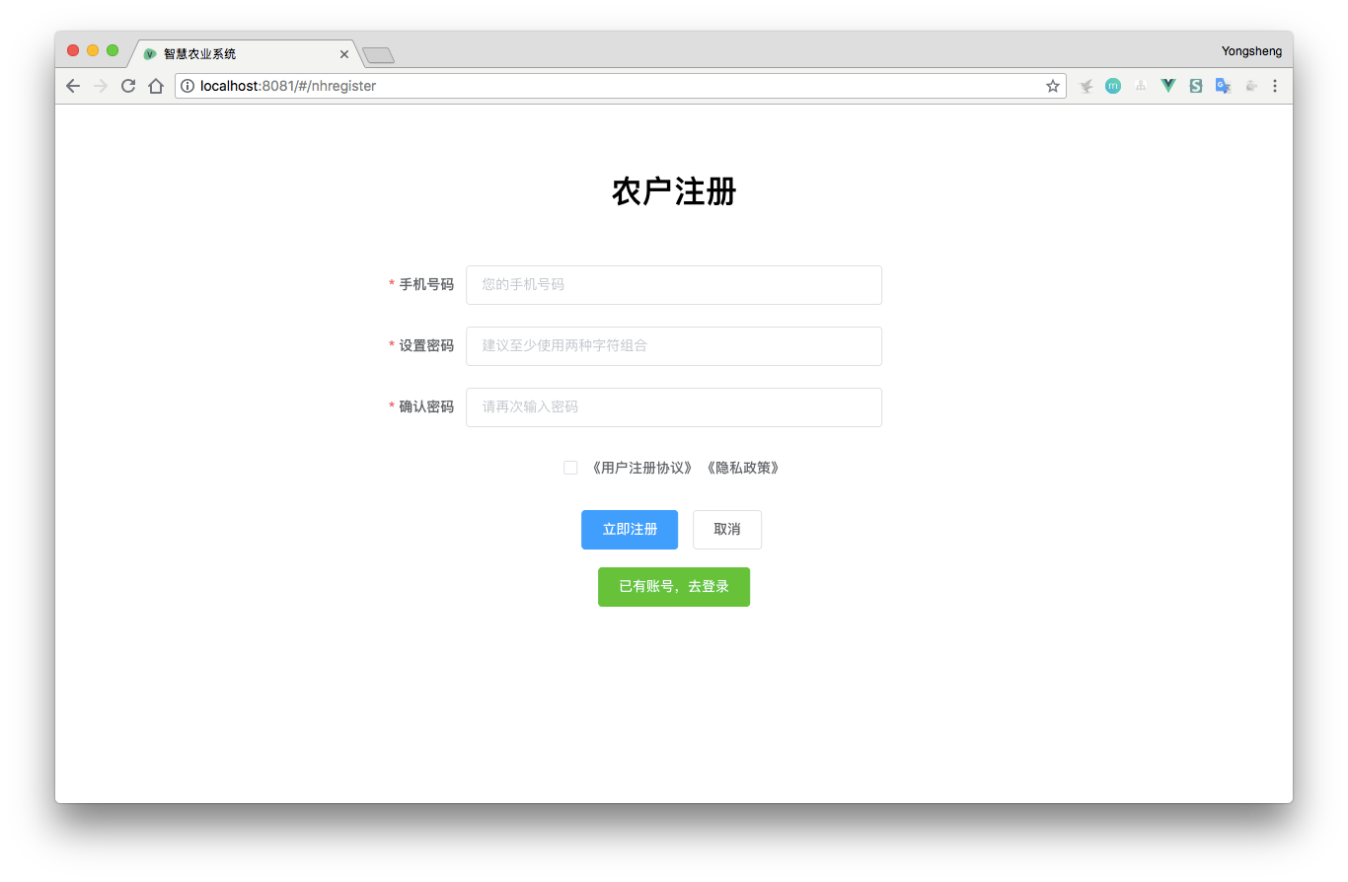 智慧农业系统
Yongsheng
localhost:8081/#/nhregister
农户注册
* 手机号码 您的手机号码
* 设置密码 建议至少使用两种字符组合
* 确认密码 请再次输入密码
《用户注册协议》 《隐私政策》
立即注册 取消
已有账号，去登录